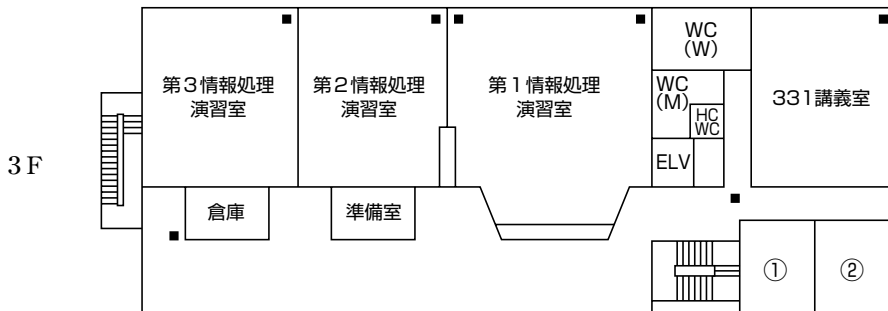 3F
第3情報処理
演習室
第2情報処理
演習室
第1情報処理
演習室
WC
(W)
WC
(M)
HC
WC
ELV
331講義室
倉庫
準備室
①
②